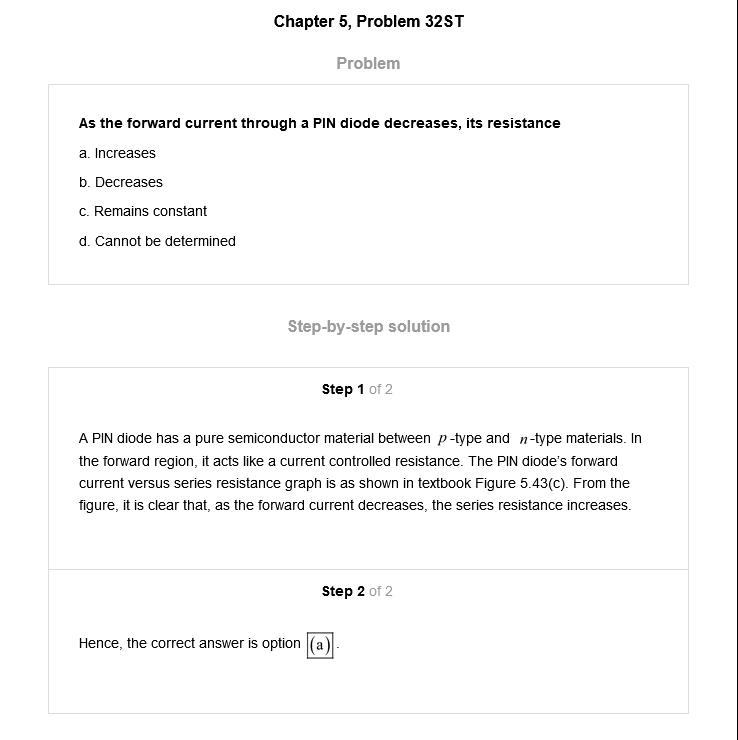 Chapter 5, Problem 32ST
Problem
As the forward current through a PIN diode decreases, its resistance
a. Increases
b. Decreases
c. Remains constant
d. Cannot be determined
Step-by-step solution
Step 1 of 2
A PIN diode has a pure semiconductor material between p-type and n-type materials. In
the forward region, it acts like a current controlled resistance. The PIN diode's forward
current versus series resistance graph is as shown in textbook Figure 5.43(c). From the
figure, it is clear that, as the forward current decreases, the series resistance increases.
Step 2 of 2
Hence, the correct answer is option (a).